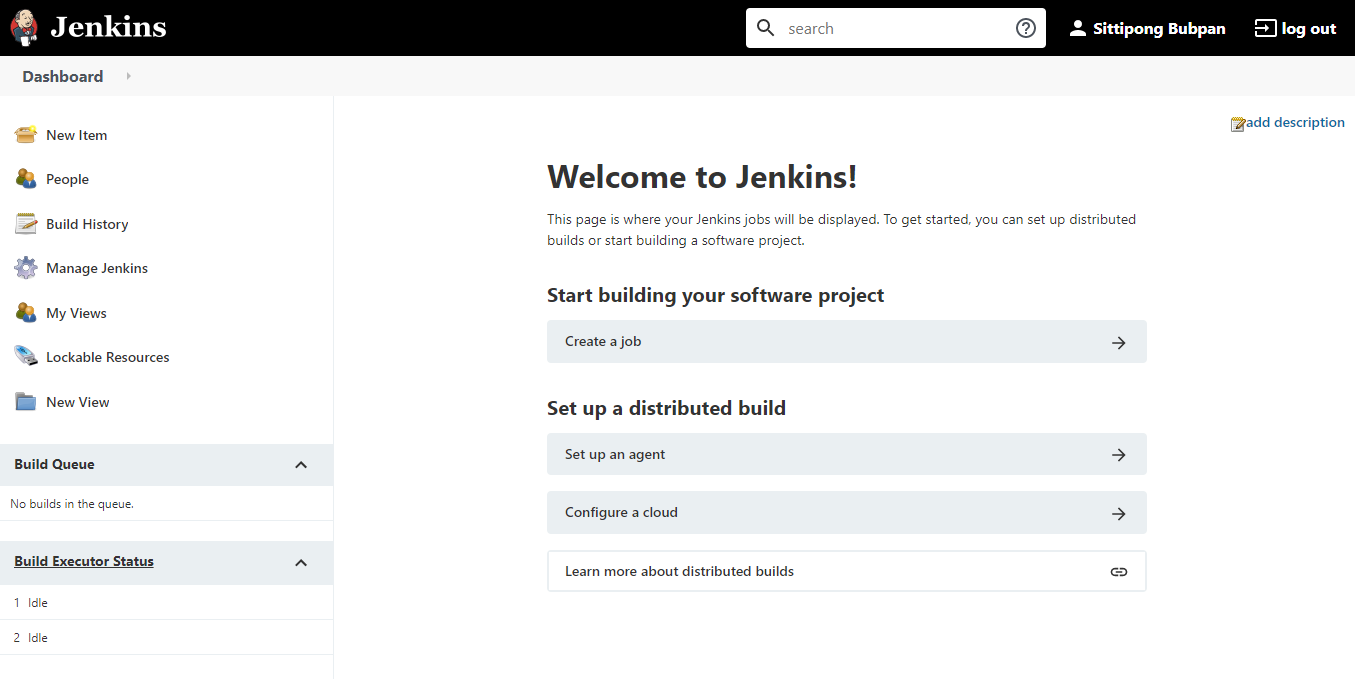 Jenkins
search
Sittipong Bubpan
log out
Dashboard
New Item
People
Build History
Manage Jenkins
My Views
Lockable Resources
New View
Build Queue
No builds in the queue.
Build Executor Status
1 Idle
2 Idle
add description
Welcome to Jenkins!
This page is where your Jenkins jobs will be displayed. To get started, you can set up distributed
builds or start building a software project.
Start building your software project
Create a job
Set up a distributed build
Set up an agent
Configure a cloud
Learn more about distributed builds